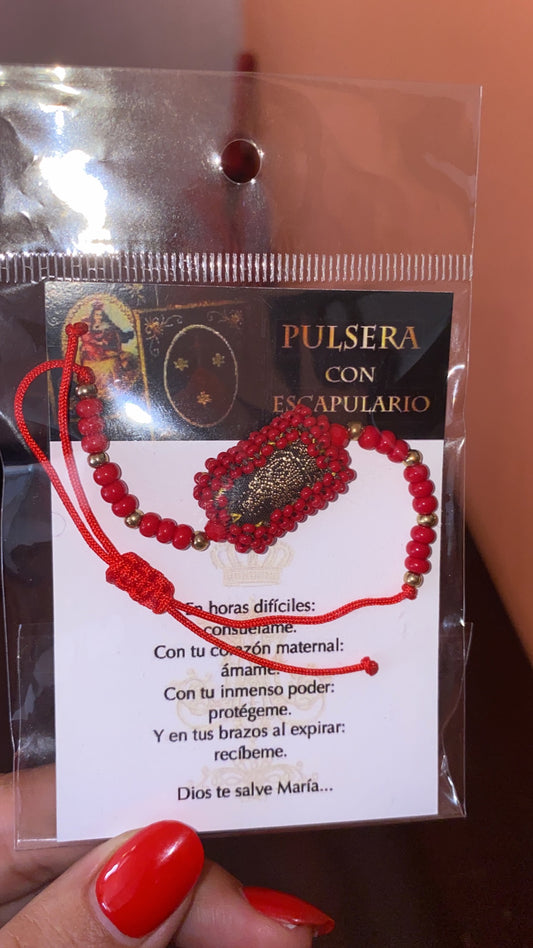 PULSERA
CON
ESCAPULARIO
En horas difíciles:
consuélame.
Con tu corazón maternal:
ámame.
Con tu inmenso poder:
protégeme.
Y en tus brazos al expirar:
recíbeme.
Dios te salve María...